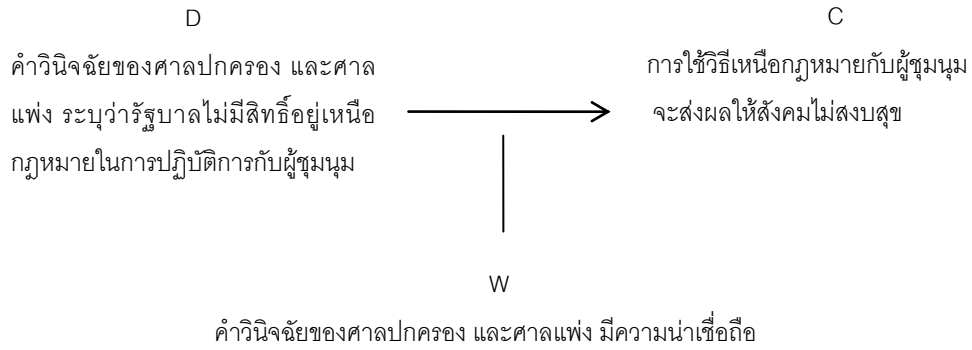 D
C
คำวินิจฉัยของศาลปกครอง และศาล
แพ่ง ระบุว่ารัฐบาลไม่มีสิทธิ์อยู่เหนือ
กฎหมายในการปฏิบัติการกับผู้ชุมนุม
การใช้วิธีเหนือกฎหมายกับผู้ชุมนุม
จะส่งผลให้สังคมไม่สงบสุข
W
คำวินิจฉัยของศาลปกครอง และศาลแพ่ง มีความน่าเชื่อถือ